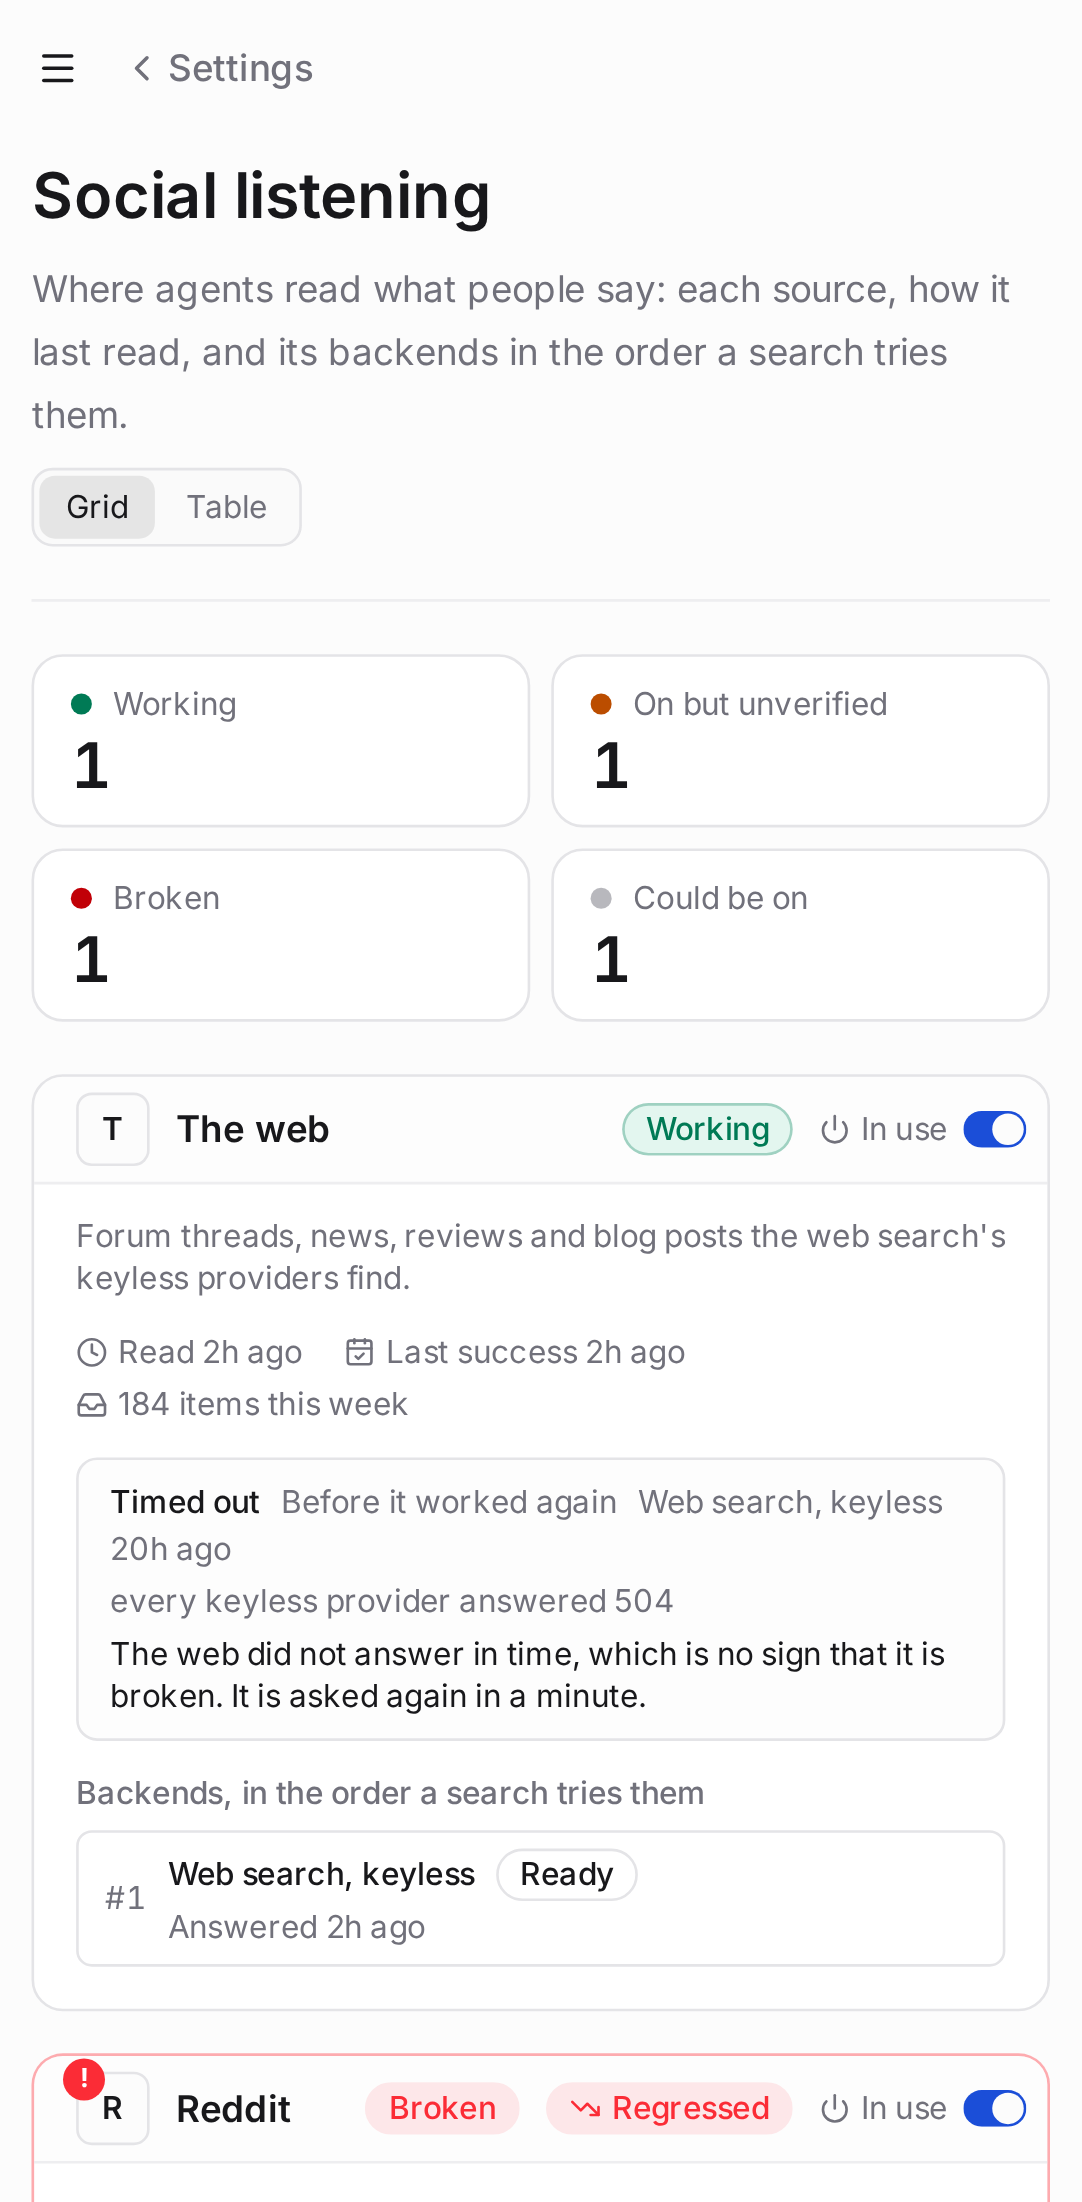 Settings
Social listening
Where agents read what people say: each source, how it
last read, and its backends in the order a search tries
them.
Grid Table
Working
1
On but unverified
1
Broken
1
Could be on
1
T The web Working In use
Forum threads, news, reviews and blog posts the web search's
keyless providers find.
Read 2h ago Last success 2h ago
184 items this week
Timed out Before it worked again Web search, keyless
20h ago
every keyless provider answered 504
The web did not answer in time, which is no sign that it is
broken. It is asked again in a minute.
Backends, in the order a search tries them
#1 Web search, keyless Ready
Answered 2h ago
! R Reddit Broken Regressed In use